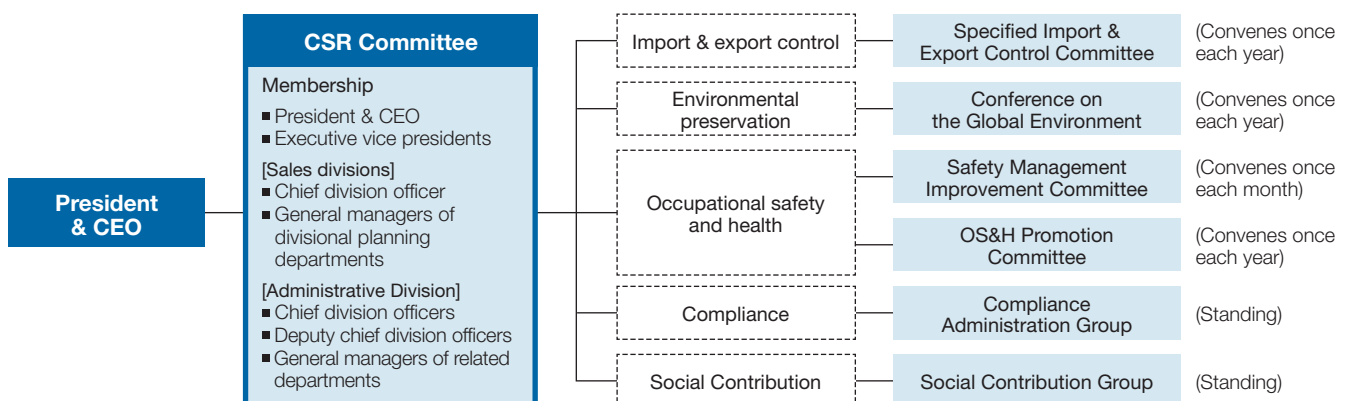 President
& CEO
CSR Committee
Membership
■ President & CEO
■ Executive vice presidents
[Sales divisions]
■ Chief division officer
■ General managers of
divisional planning
departments
[Administrative Division]
■ Chief division officers
■ Deputy chief division officers
■ General managers of related
departments
Import & export control
Specified Import &
Export Control Committee
(Convenes once
each year)
Environmental
preservation
Conference on
the Global Environment
(Convenes once
each year)
Occupational safety
and health
Safety Management
Improvement Committee
(Convenes once
each month)
OS&H Promotion
Committee
(Convenes once
each year)
Compliance
Compliance
Administration Group
(Standing)
Social Contribution
Social Contribution Group
(Standing)